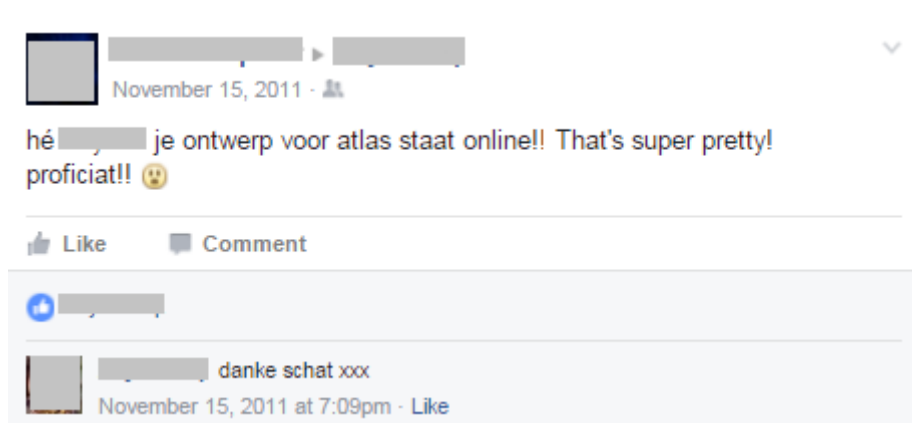 November 15, 2011 ·
hé je ontwerp voor atlas staat online!! That's super pretty!
proficiat!!
Like Comment
danke schat xxx
November 15, 2011 at 7:09pm · Like